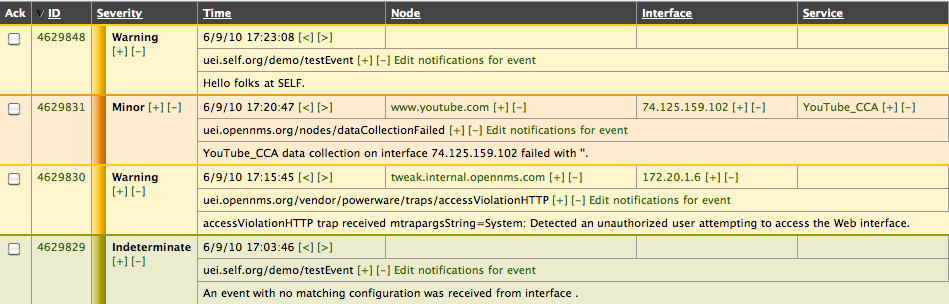 Ack ID Severity Time Node Interface Service
4629848 Warning [+] [−] 6/9/10 17:23:08 [<] [>]
uei.self.org/demo/testEvent [+] [−] Edit notifications for event
Hello folks at SELF.
4629831 Minor [+] [−] 6/9/10 17:20:47 [<] [>] www.youtube.com [+] [−] 74.125.159.102 [+] [−] YouTube_CCA [+] [−]
uei.opennms.org/nodes/dataCollectionFailed [+] [−] Edit notifications for event
YouTube_CCA data collection on interface 74.125.159.102 failed with ''.
4629830 Warning [+] [−] 6/9/10 17:15:45 [<] [>] tweak.internal.opennms.com [+] [−] 172.20.1.6 [+] [−]
uei.opennms.org/vendor/powerware/traps/accessViolationHTTP [+] [−] Edit notifications for event
accessViolationHTTP trap received mtrapargsString=System: Detected an unauthorized user attempting to access the Web interface.
4629829 Indeterminate [+] [−] 6/9/10 17:03:46 [<] [>]
uei.self.org/demo/testEvent [+] [−] Edit notifications for event
An event with no matching configuration was received from interface .